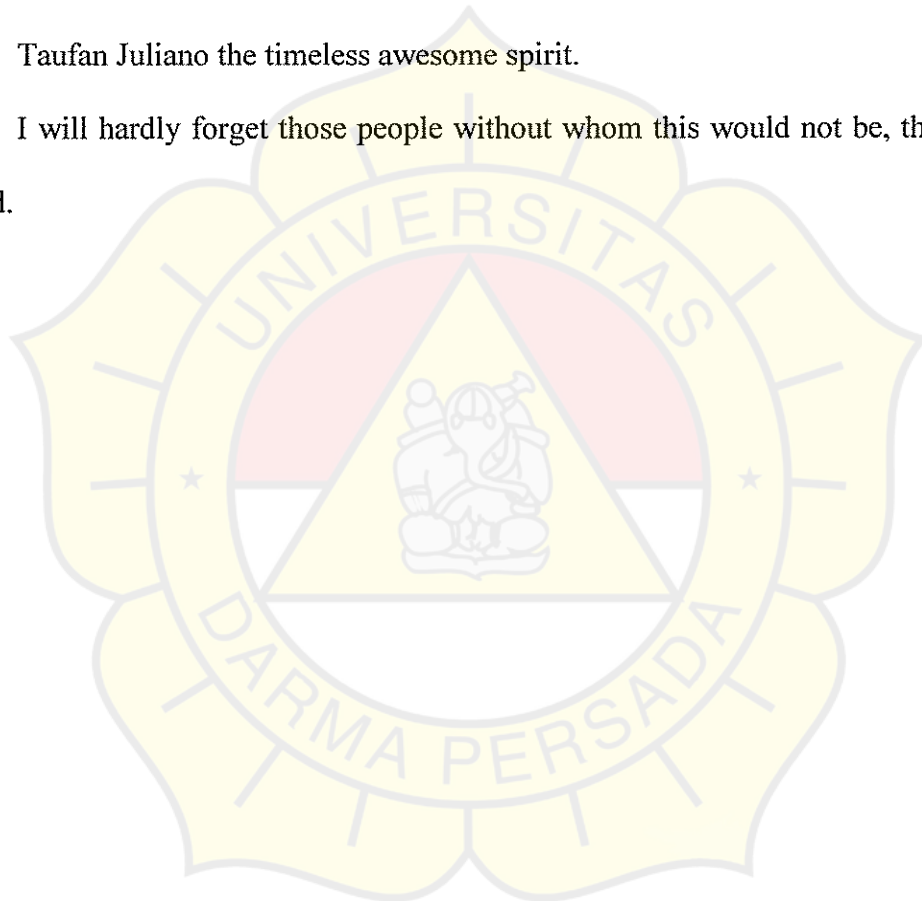 Taufan Juliano the timeless awesome spirit.
I will hardly forget those people without whom this would not be,
UNIVERSITAS
DARMA PERSADA